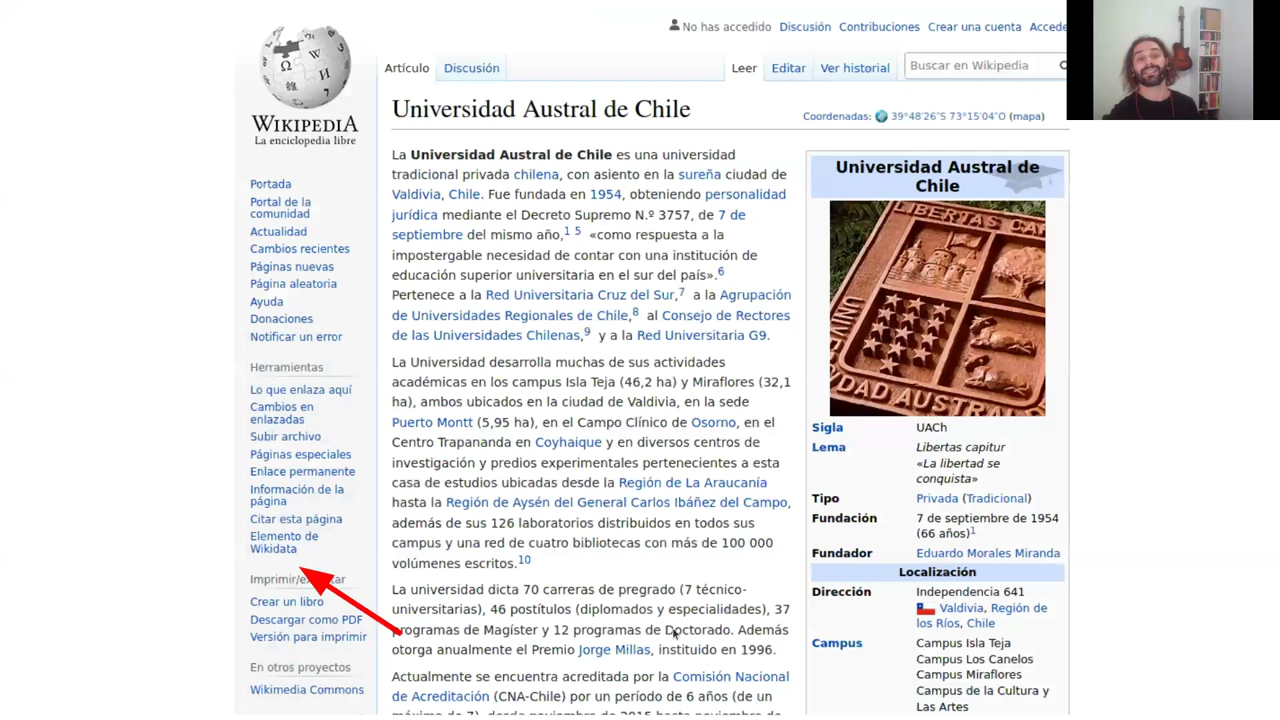 No has accedido Discusión Contribuciones Crear una cuenta Accede
WIKIPEDIA
La enciclopedia libre
Artículo Discusión Leer Editar Ver historial Buscar en Wikipedia
Universidad Austral de Chile
Coordenadas: 39°48′26″S 73°15′04″O (mapa)
Portada
Portal de la
comunidad
Actualidad
Cambios recientes
Páginas nuevas
Página aleatoria
Ayuda
Donaciones
Notificar un error
Herramientas
Lo que enlaza aquí
Cambios en
enlazadas
Subir archivo
Páginas especiales
Enlace permanente
Información de la
página
Citar esta página
Elemento de
Wikidata
Crear un libro
Descargar como PDF
Versión para imprimir
En otros proyectos
Wikimedia Commons
La Universidad Austral de Chile es una universidad
tradicional privada chilena, con asiento en la sureña ciudad de
Valdivia, Chile. Fue fundada en 1954, obteniendo personalidad
jurídica mediante el Decreto Supremo N.º 3757, de 7 de
septiembre del mismo año,1 5 «como respuesta a la
impostergable necesidad de contar con una institución de
educación superior universitaria en el sur del país».6
Pertenece a la Red Universitaria Cruz del Sur,7 a la Agrupación
de Universidades Regionales de Chile,8 al Consejo de Rectores
de las Universidades Chilenas,9 y a la Red Universitaria G9.
La Universidad desarrolla muchas de sus actividades
académicas en los campus Isla Teja (46,2 ha) y Miraflores (32,1
ha), ambos ubicados en la ciudad de Valdivia, en la sede
Puerto Montt (5,95 ha), en el Campo Clínico de Osorno, en el
Centro Trapananda en Coyhaique y en diversos centros de
investigación y predios experimentales pertenecientes a esta
casa de estudios ubicadas desde la Región de La Araucanía
hasta la Región de Aysén del General Carlos Ibáñez del Campo,
además de sus 126 laboratorios distribuidos en todos sus
campus y una red de cuatro bibliotecas con más de 100 000
volúmenes escritos.10
La universidad dicta 70 carreras de pregrado (7 técnico-
universitarias), 46 postítulos (diplomados y especialidades), 37
programas de Magíster y 12 programas de Doctorado. Además
otorga anualmente el Premio Jorge Millas, instituido en 1996.
Actualmente se encuentra acreditada por la Comisión Nacional
de Acreditación (CNA-Chile) por un período de 6 años (de un
máximo de 7), desde noviembre de 2015 hasta noviembre de
Universidad Austral de
Chile
LIBERTAS CA
UNIVE
DAD AUSTRAL
Sigla UACh
Lema Libertas capitur
«La libertad se
conquista»
Tipo Privada (Tradicional)
Fundación 7 de septiembre de 1954
(66 años)1
Fundador Eduardo Morales Miranda
Localización
Dirección Independencia 641
Valdivia, Región de
los Ríos, Chile
Campus Campus Isla Teja
Campus Los Canelos
Campus Miraflores
Campus de la Cultura y
Las Artes